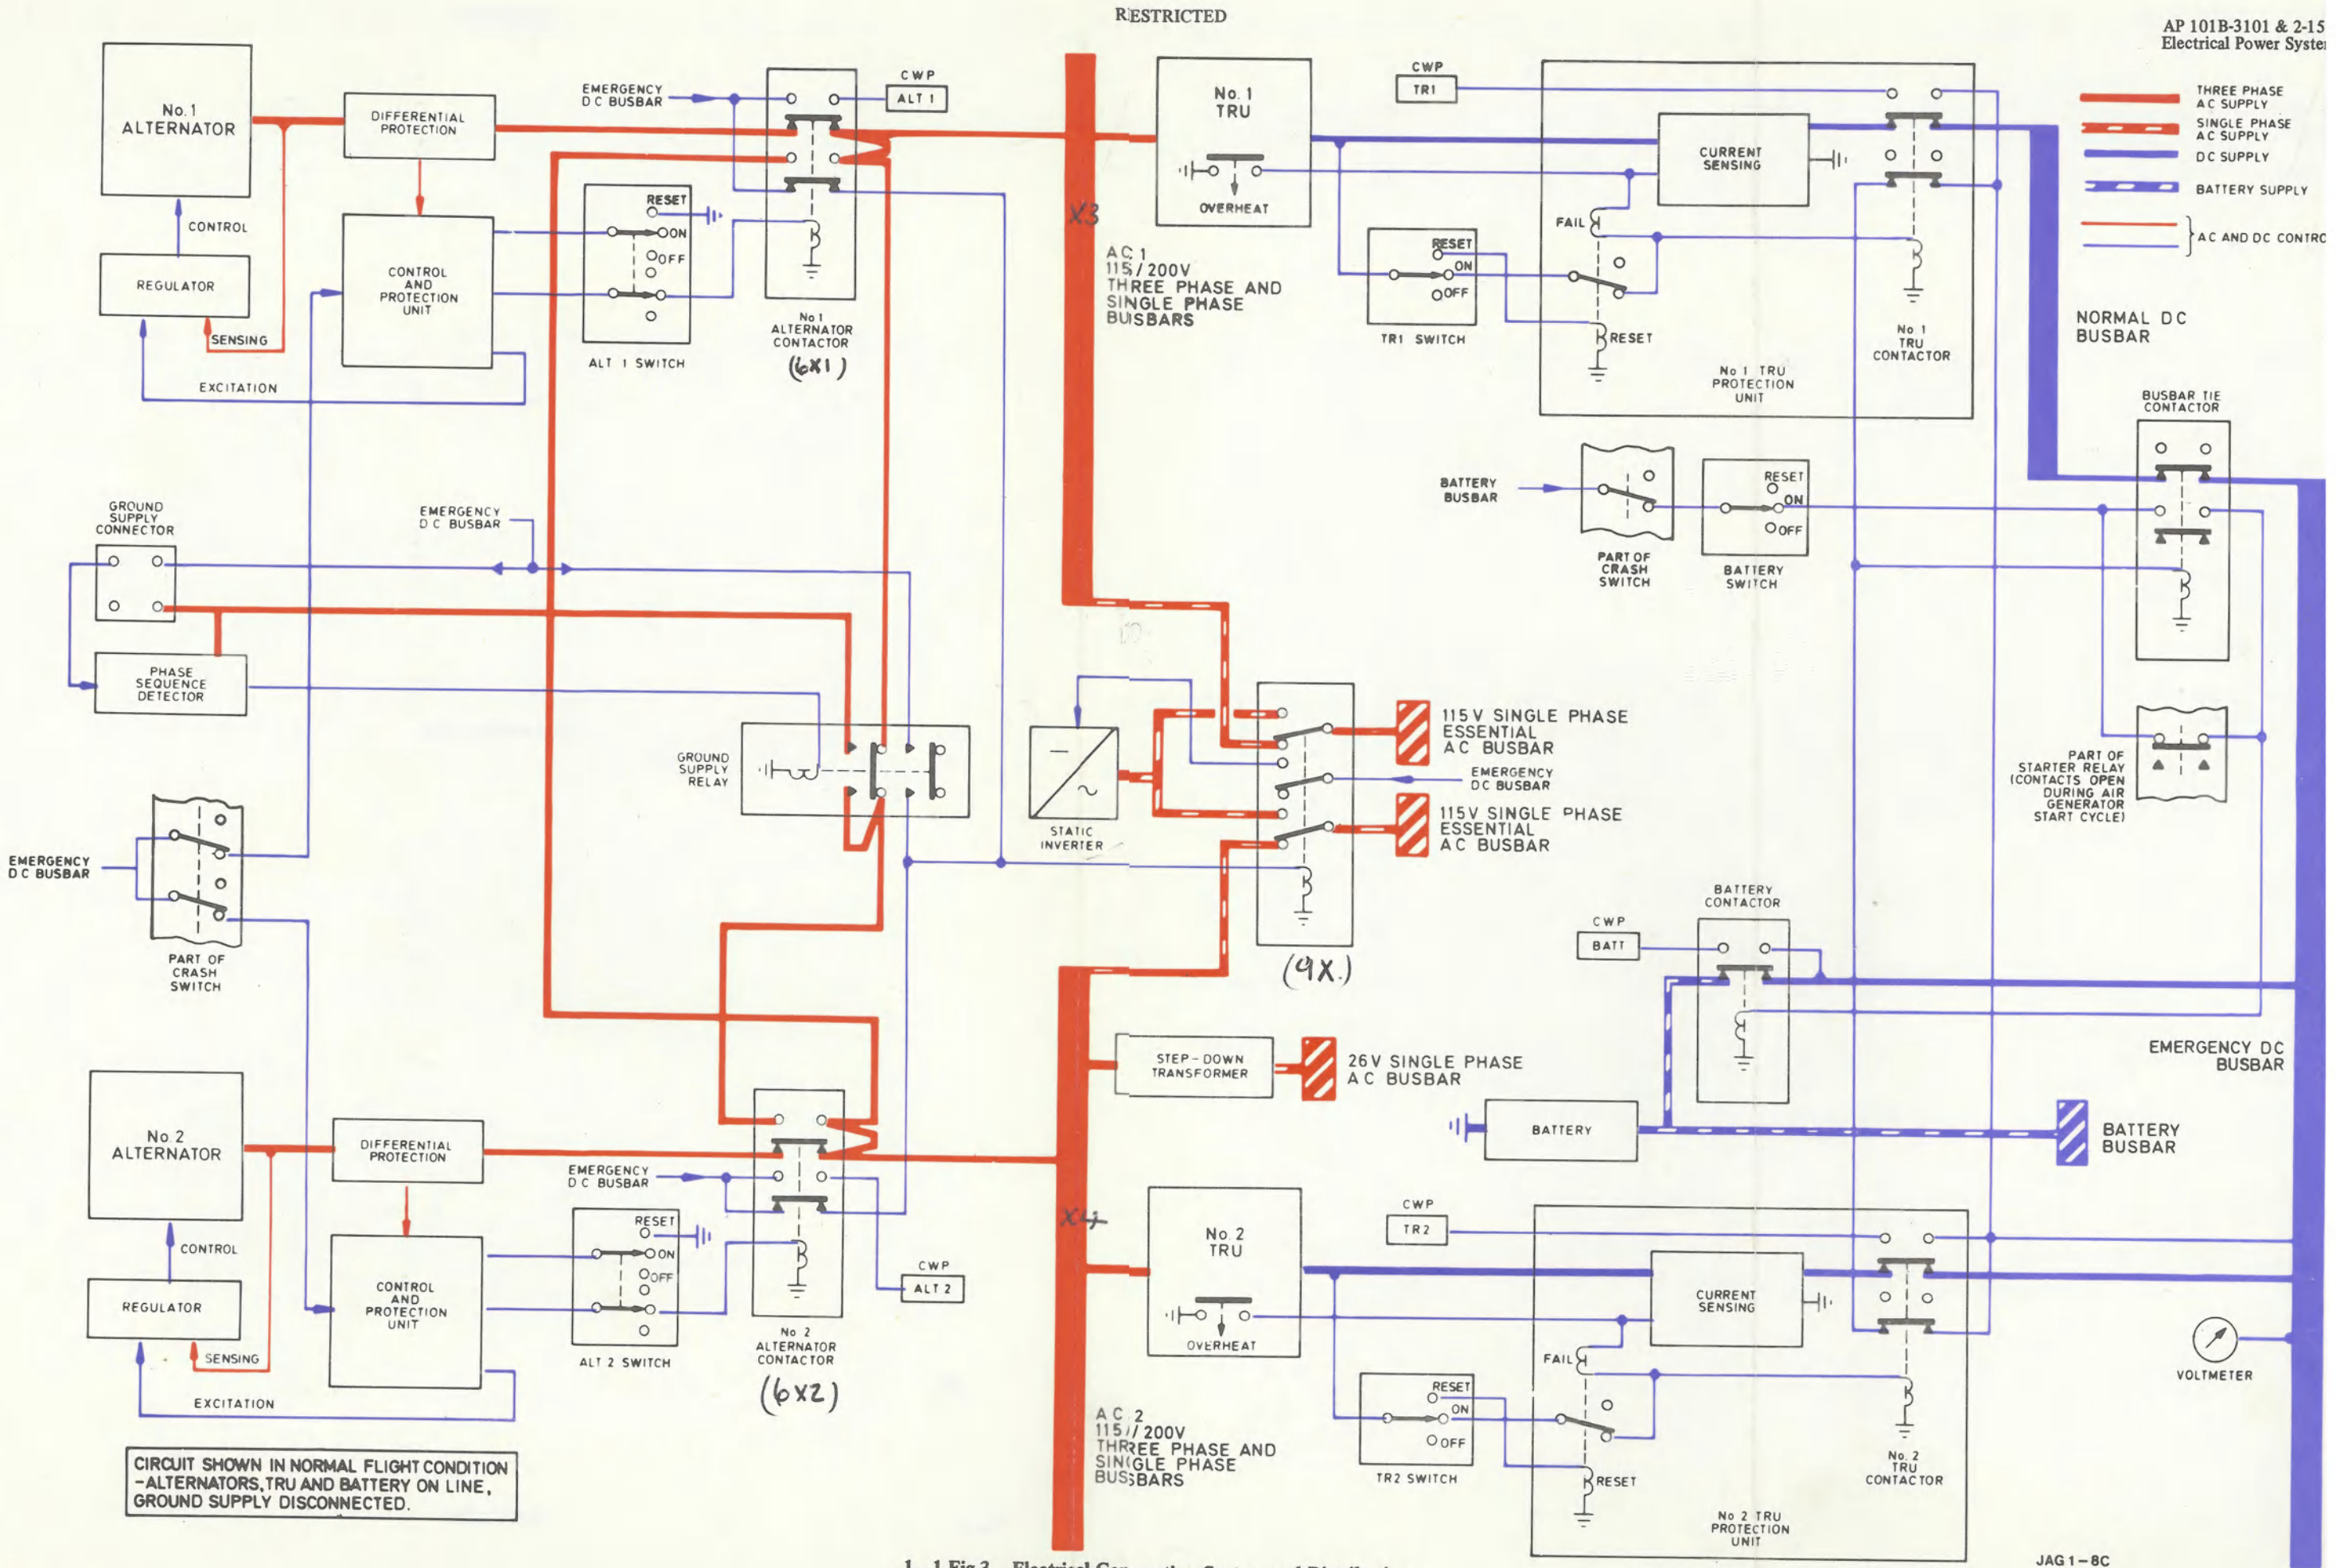 RESTRICTED
AP 101B-3101 & 2-15
Electrical Power Syste
No. 1
ALTERNATOR
DIFFERENTIAL
PROTECTION
CONTROL
REGULATOR
SENSING
EXCITATION
CONTROL
AND
PROTECTION
UNIT
EMERGENCY
DC BUSBAR
CWP
ALT 1
RESET
ON
OFF
ALT 1 SWITCH
No 1
ALTERNATOR
CONTACTOR
(6X1)
X3
No. 1
TRU
OVERHEAT
AC 1
115/200V
THREE PHASE AND
SINGLE PHASE
BUSBARS
CWP
TR1
CURRENT
SENSING
FAIL
RESET
ON
OFF
TR1 SWITCH
RESET
No 1 TRU
PROTECTION
UNIT
No 1
TRU
CONTACTOR
THREE PHASE
AC SUPPLY
SINGLE PHASE
AC SUPPLY
DC SUPPLY
BATTERY SUPPLY
AC AND DC CONTRO
NORMAL DC
BUSBAR
BUSBAR TIE
CONTACTOR
GROUND
SUPPLY
CONNECTOR
EMERGENCY
DC BUSBAR
PHASE
SEQUENCE
DETECTOR
GROUND
SUPPLY
RELAY
BATTERY
BUSBAR
PART OF
CRASH
SWITCH
RESET
ON
OFF
BATTERY
SWITCH
STATIC
INVERTER
115V SINGLE PHASE
ESSENTIAL
AC BUSBAR
EMERGENCY
DC BUSBAR
115V SINGLE PHASE
ESSENTIAL
AC BUSBAR
(9X.)
PART OF
STARTER RELAY
(CONTACTS OPEN
DURING AIR
GENERATOR
START CYCLE)
EMERGENCY
DC BUSBAR
PART OF
CRASH
SWITCH
BATTERY
CONTACTOR
CWP
BATT
EMERGENCY DC
BUSBAR
STEP-DOWN
TRANSFORMER
26V SINGLE PHASE
AC BUSBAR
BATTERY
BATTERY
BUSBAR
No. 2
ALTERNATOR
DIFFERENTIAL
PROTECTION
CONTROL
REGULATOR
SENSING
EXCITATION
CONTROL
AND
PROTECTION
UNIT
EMERGENCY
DC BUSBAR
RESET
ON
OFF
ALT 2 SWITCH
No 2
ALTERNATOR
CONTACTOR
(6X2)
CWP
ALT 2
X4
No. 2
TRU
OVERHEAT
AC 2
115/200V
THREE PHASE AND
SINGLE PHASE
BUSBARS
CWP
TR2
CURRENT
SENSING
FAIL
RESET
ON
OFF
TR2 SWITCH
RESET
No 2 TRU
PROTECTION
UNIT
No. 2
TRU
CONTACTOR
VOLTMETER
CIRCUIT SHOWN IN NORMAL FLIGHT CONDITION
-ALTERNATORS, TRU AND BATTERY ON LINE,
GROUND SUPPLY DISCONNECTED.
JAG 1-8C